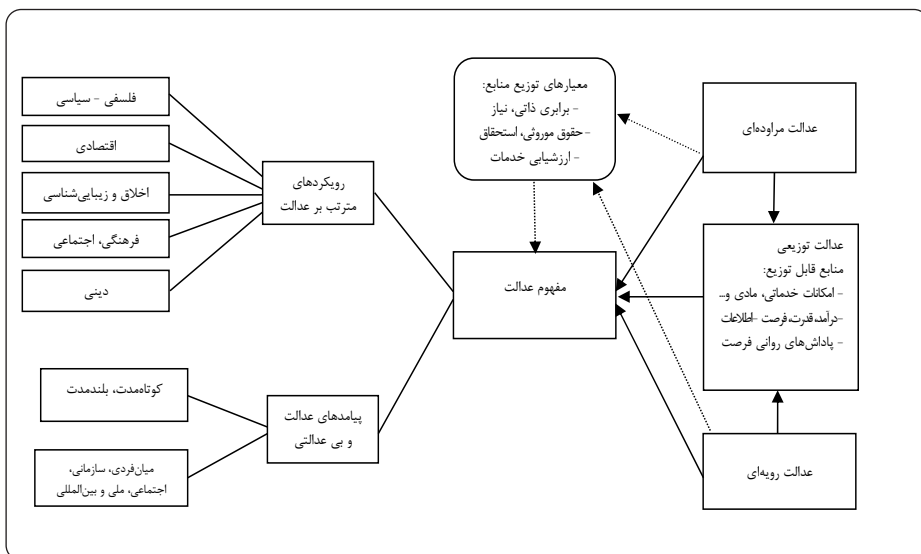 عدالت مراوده‌ای
معیارهای توزیع منابع:
- برابری ذاتی، نیاز
-حقوق موروثی، استحقاق
- ارزشیابی خدمات
عدالت توزیعی
منابع قابل توزیع:
- امکانات خدماتی، مادی و...
-درآمد،قدرت،فرصت -اطلاعات
- پاداش‌های روانی فرصت
عدالت رویه‌ای
مفهوم عدالت
رویکردهای
مترتب بر عدالت
فلسفی - سیاسی
اقتصادی
اخلاق و زیبایی‌شناسی
فرهنگی، اجتماعی
دینی
پیامدهای عدالت
و بی عدالتی
کوتاه‌مدت، بلندمدت
میان‌فردی، سازمانی،
اجتماعی، ملی و بین‌المللی